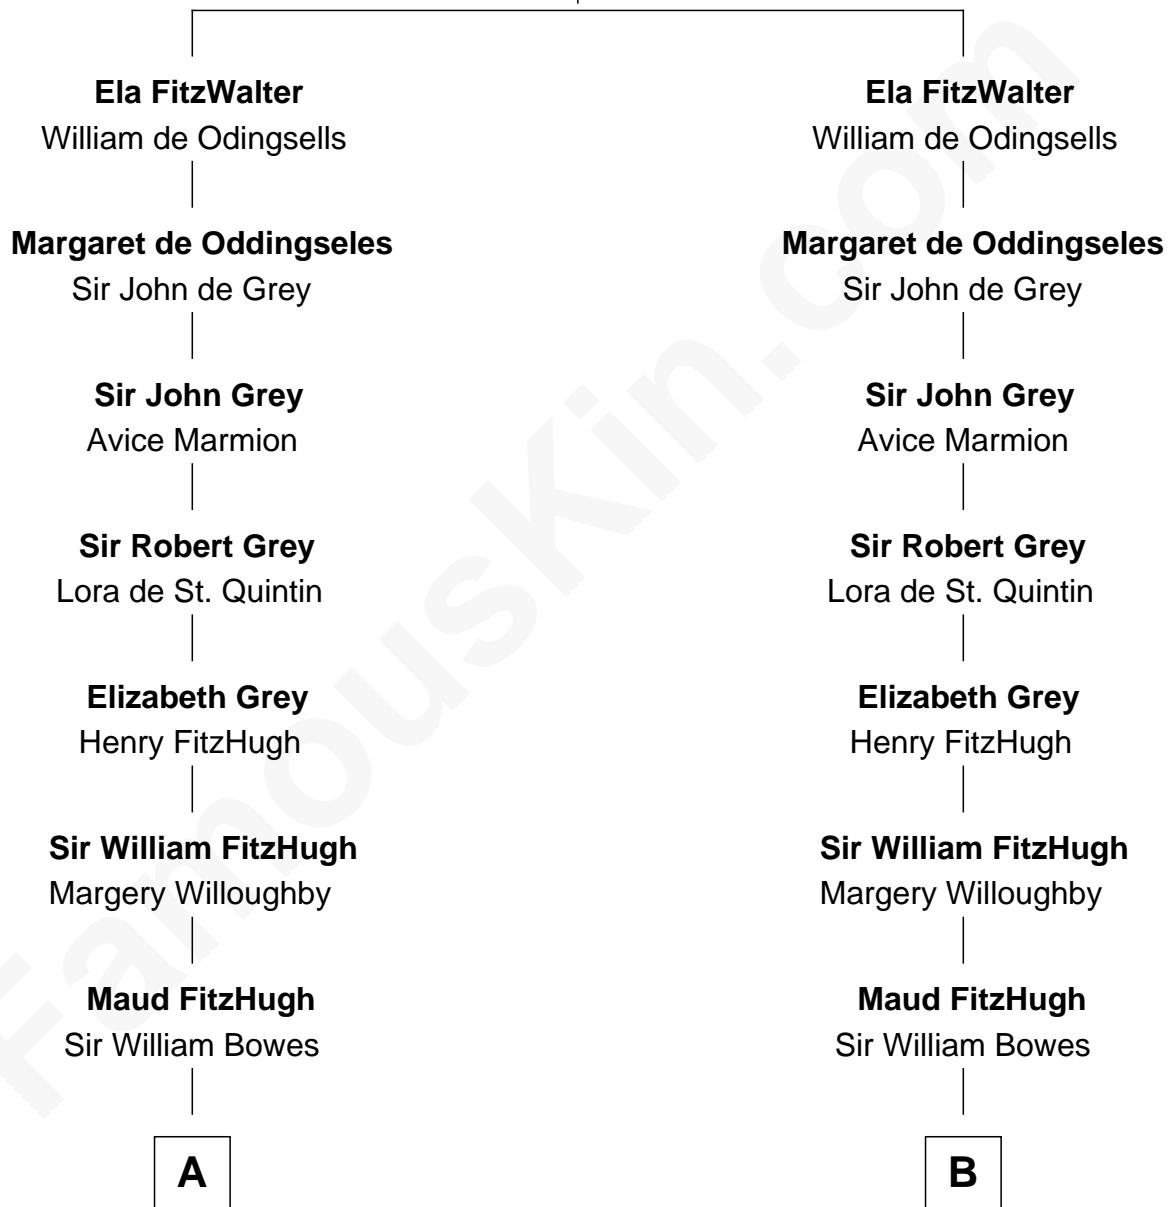 Ela FitzWalter
William de Odingsells
Margaret de Oddingseles
Sir John de Grey
Sir John Grey
Avice Marmion
Sir Robert Grey
Lora de St. Quintin
Elizabeth Grey
Henry FitzHugh
Sir William FitzHugh
Margery Willoughby
Maud FitzHugh
Sir William Bowes
A
Ela FitzWalter
William de Odingsells
Margaret de Oddingseles
Sir John de Grey
Sir John Grey
Avice Marmion
Sir Robert Grey
Lora de St. Quintin
Elizabeth Grey
Henry FitzHugh
Sir William FitzHugh
Margery Willoughby
Maud FitzHugh
Sir William Bowes
B
FamousKin.com